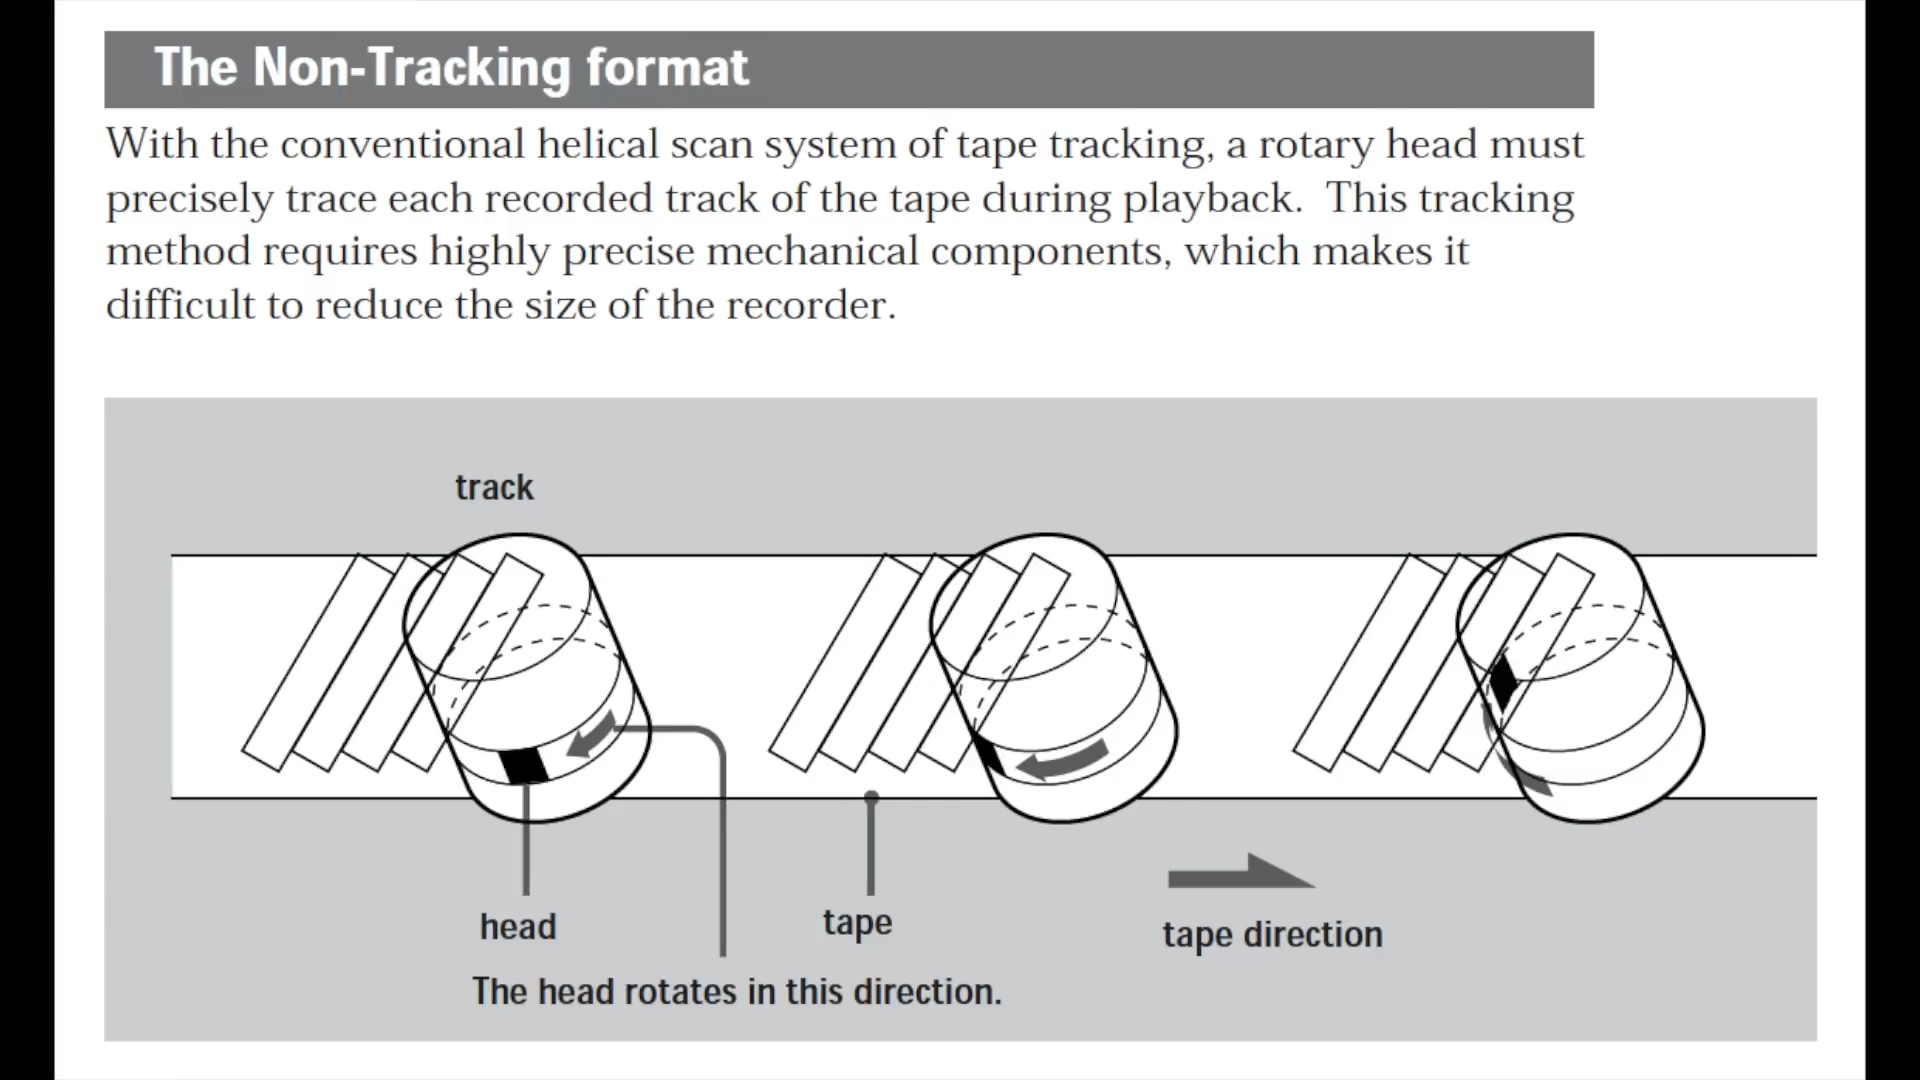 The Non-Tracking format
With the conventional helical scan system of tape tracking, a rotary head must
precisely trace each recorded track of the tape during playback.  This tracking
method requires highly precise mechanical components, which makes it
difficult to reduce the size of the recorder.
track
head
tape
tape direction
The head rotates in this direction.